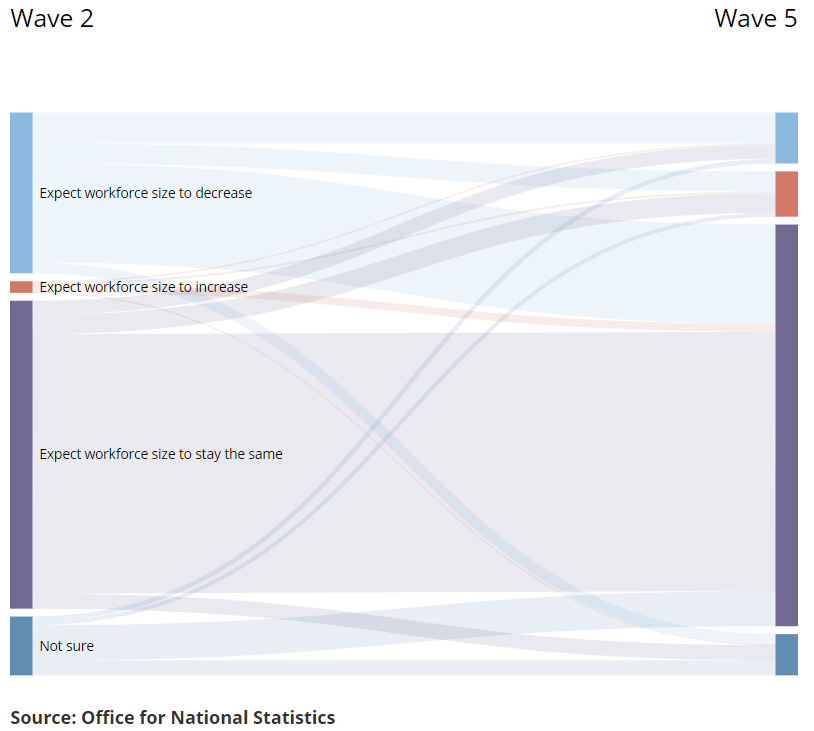 Wave 2
Wave 5
Expect workforce size to decrease
Expect workforce size to increase
Expect workforce size to stay the same
Not sure
Source: Office for National Statistics